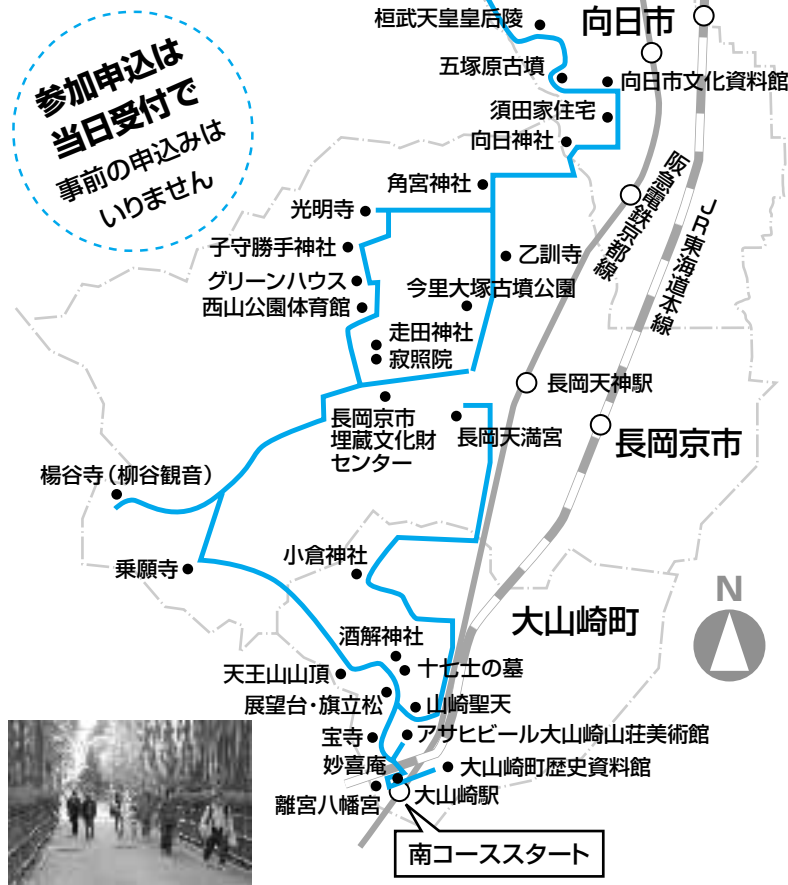 参加申込は
当日受付で
事前の申込みは
いりません
桓武天皇皇后陵
向日市
五塚原古墳
向日市文化資料館
須田家住宅
向日神社
阪急電鉄京都線
JR東海道本線
角宮神社
光明寺
子守勝手神社
乙訓寺
グリーンハウス
今里大塚古墳公園
西山公園体育館
走田神社
寂照院
長岡天神駅
長岡京市
埋蔵文化財
センター
長岡天満宮
長岡京市
楊谷寺（柳谷観音）
乗願寺
小倉神社
N
大山崎町
酒解神社
十七士の墓
天王山山頂
展望台・旗立松
山崎聖天
宝寺
アサヒビール大山崎山荘美術館
妙喜庵
大山崎町歴史資料館
離宮八幡宮
大山崎駅
南コーススタート